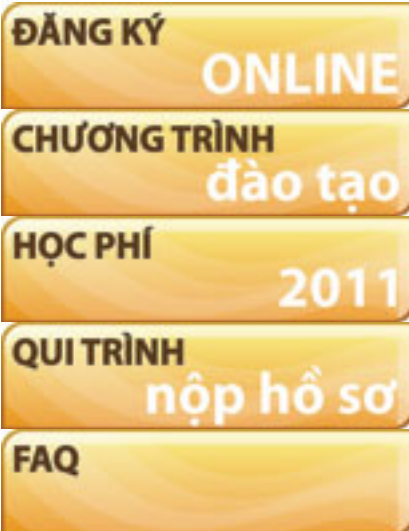 ĐĂNG KÝ
ONLINE
CHƯƠNG TRÌNH
đào tạo
HỌC PHÍ
2011
QUI TRÌNH
nộp hồ sơ
FAQ